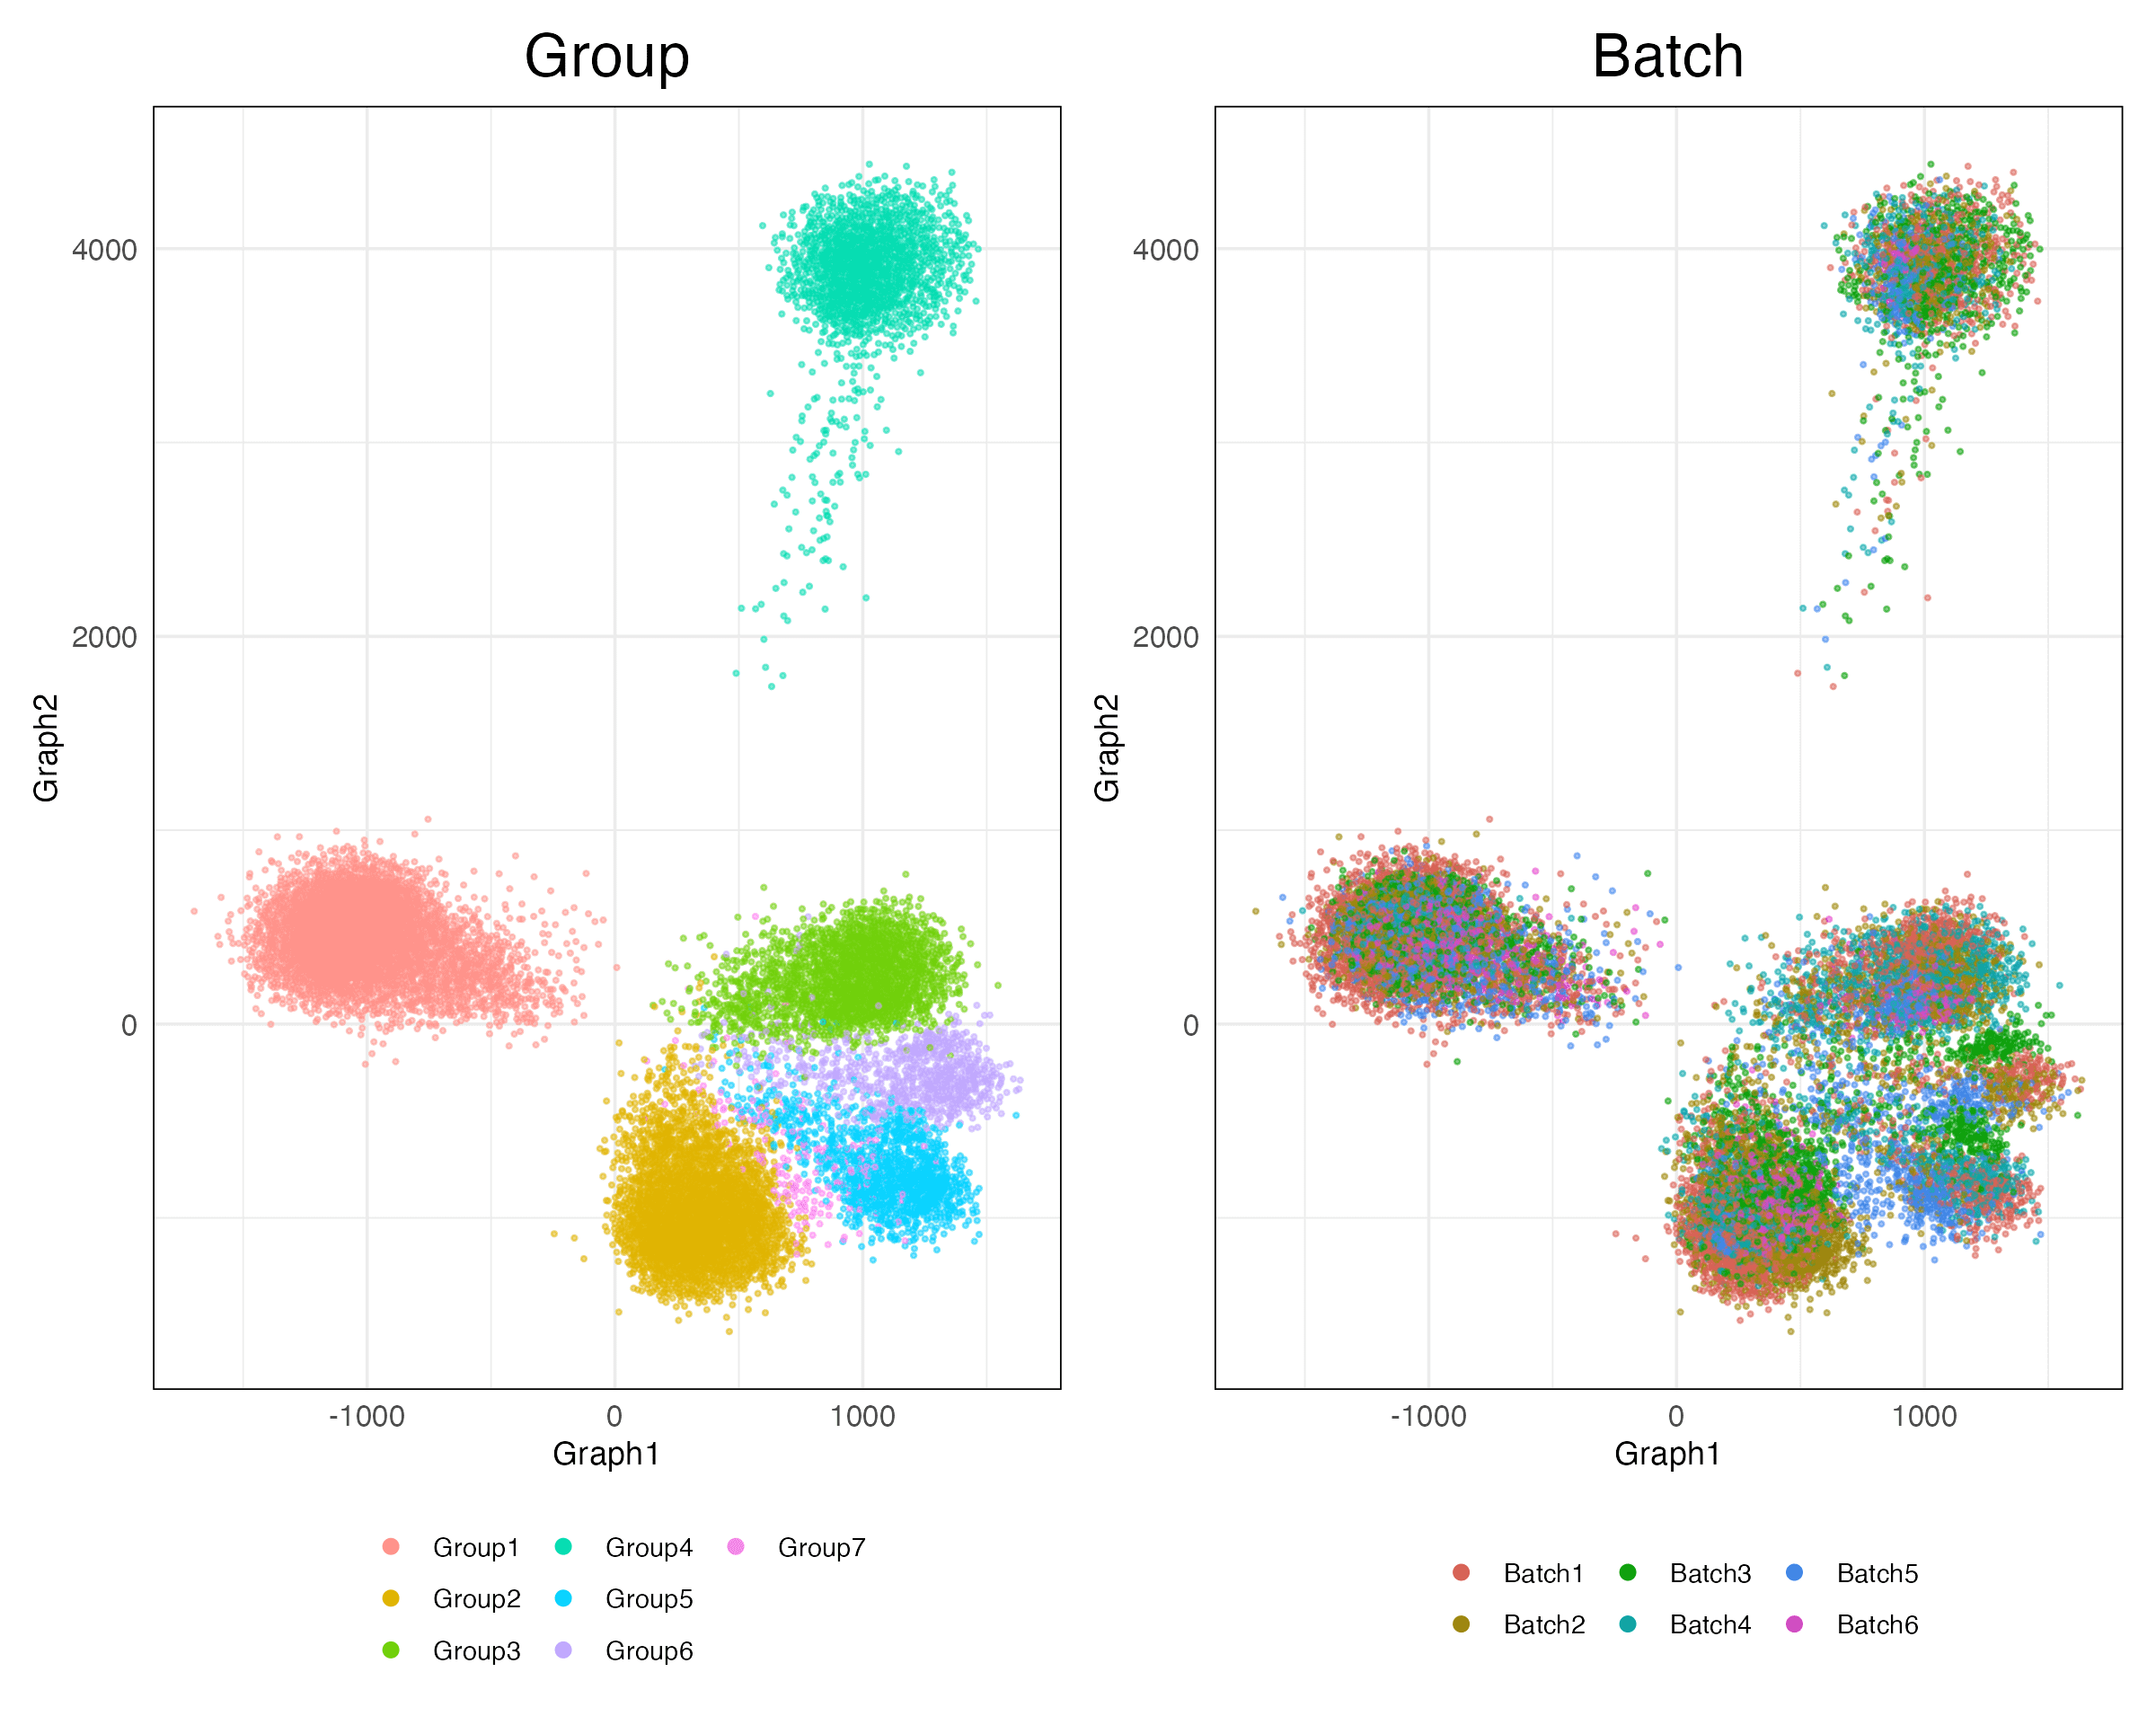 Group
Batch
4000
2000
0
Graph2
-1000 0 1000
Graph1
4000
2000
0
Graph2
-1000 0 1000
Graph1
Group1 Group4 Group7
Group2 Group5
Group3 Group6
Batch1 Batch3 Batch5
Batch2 Batch4 Batch6